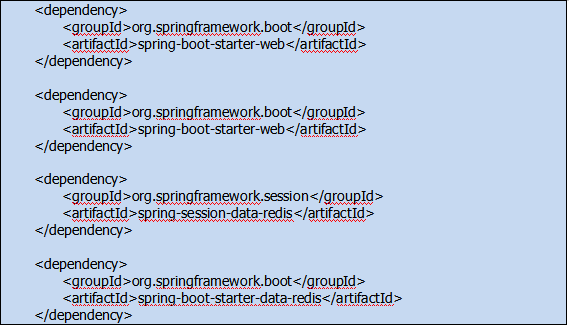 <dependency>
<groupId>org.springframework.boot</groupId>
<artifactId>spring-boot-starter-web</artifactId>
</dependency>
<dependency>
<groupId>org.springframework.boot</groupId>
<artifactId>spring-boot-starter-web</artifactId>
</dependency>
<dependency>
<groupId>org.springframework.session</groupId>
<artifactId>spring-session-data-redis</artifactId>
</dependency>
<dependency>
<groupId>org.springframework.boot</groupId>
<artifactId>spring-boot-starter-data-redis</artifactId>
</dependency>